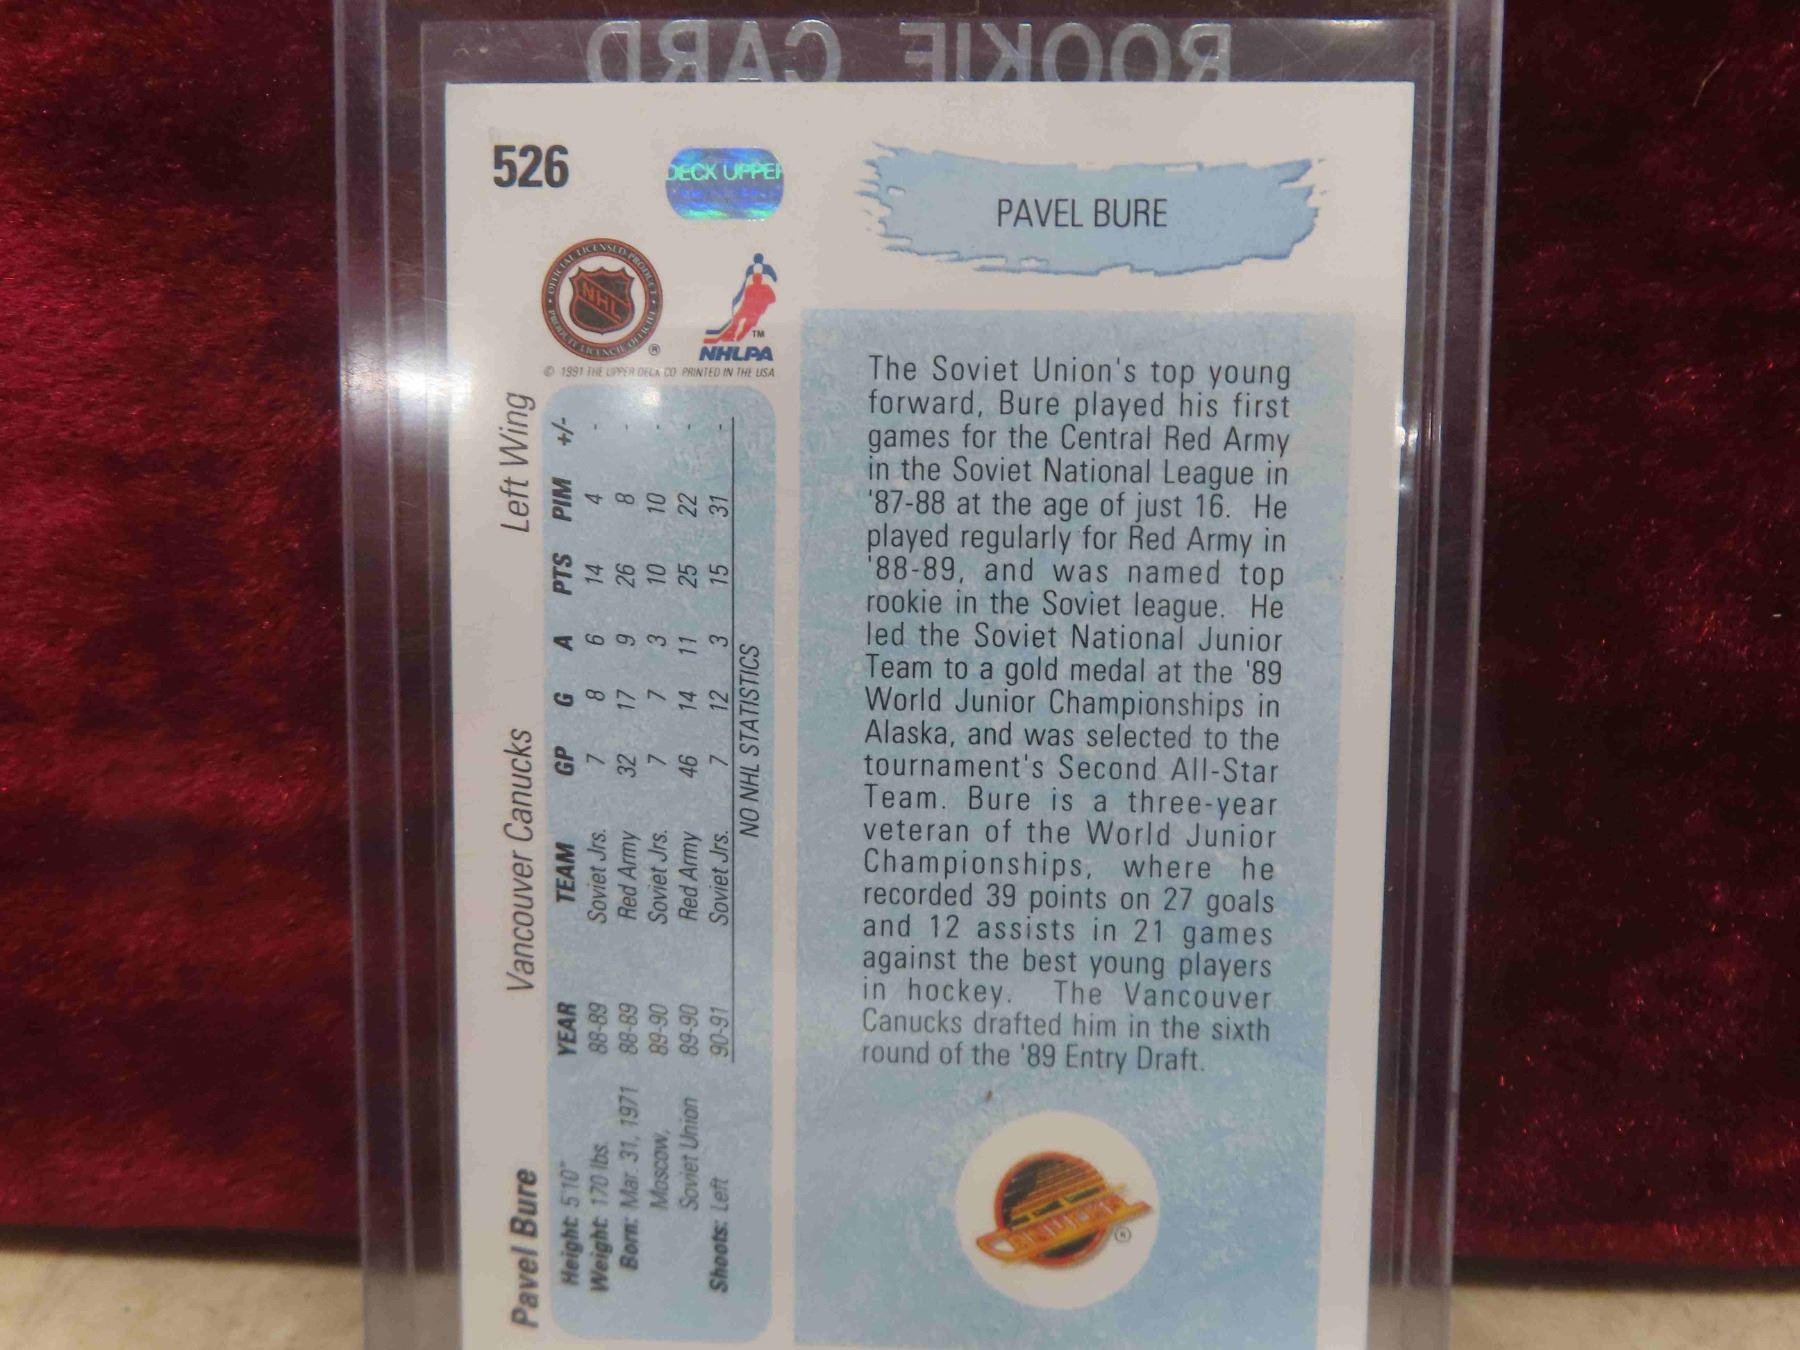 ROOKIE CARD
526
DECK UPPER
PAVEL BURE
OFFICIAL LICENSED PRODUCT
NHL
PRODUIT LICENCIE OFFICIEL
®
TM
NHLPA
© 1991 THE UPPER DECK CO. PRINTED IN THE USA
Pavel Bure Vancouver Canucks Left Wing
Height: 5'10"
Weight: 170 lbs.
Born: Mar. 31, 1971
Moscow,
Soviet Union
Shoots: Left
YEAR TEAM GP G A PTS PIM +/-
88-89 Soviet Jrs. 7 8 6 14 4 -
88-89 Red Army 32 17 9 26 8 -
89-90 Soviet Jrs. 7 7 3 10 10 -
89-90 Red Army 46 14 11 25 22 -
90-91 Soviet Jrs. 7 12 3 15 31 -
NO NHL STATISTICS
The Soviet Union's top young
forward, Bure played his first
games for the Central Red Army
in the Soviet National League in
'87-88 at the age of just 16. He
played regularly for Red Army in
'88-89, and was named top
rookie in the Soviet league. He
led the Soviet National Junior
Team to a gold medal at the '89
World Junior Championships in
Alaska, and was selected to the
tournament's Second All-Star
Team. Bure is a three-year
veteran of the World Junior
Championships, where he
recorded 39 points on 27 goals
and 12 assists in 21 games
against the best young players
in hockey. The Vancouver
Canucks drafted him in the sixth
round of the '89 Entry Draft.
CANUCKS
®